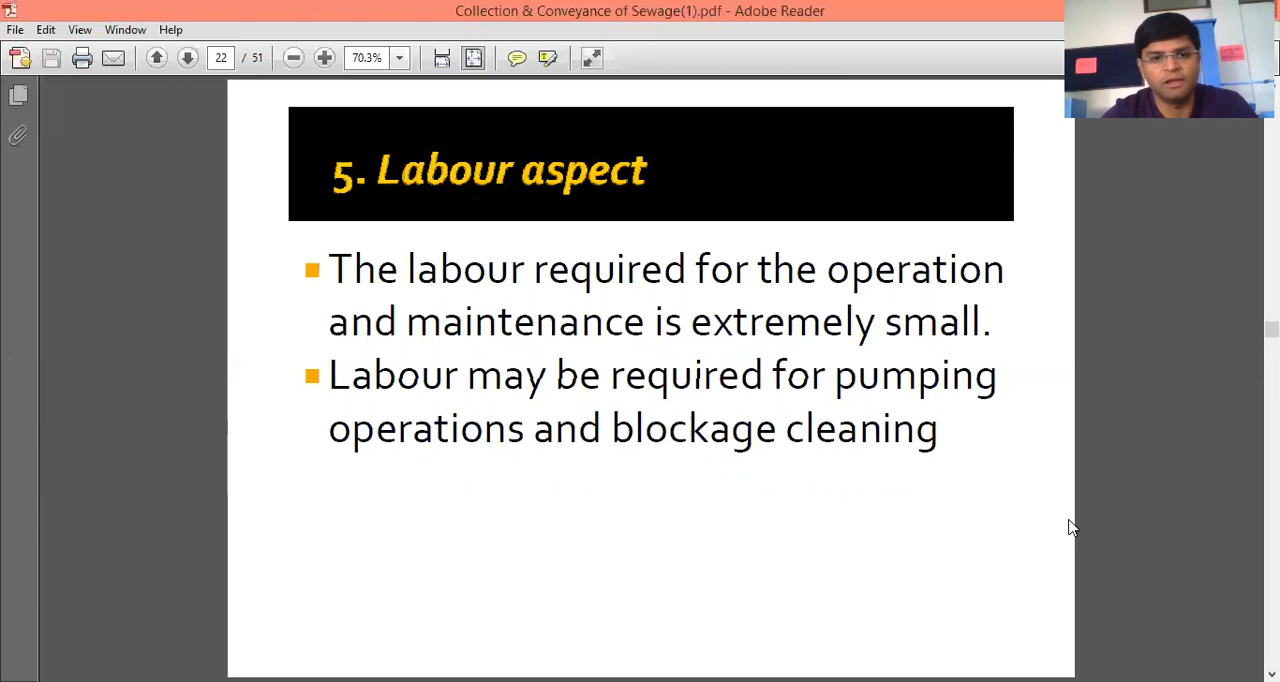 Collection & Conveyance of Sewage(1).pdf - Adobe Reader
File Edit View Window Help
22 / 51 70.3%
5. Labour aspect
The labour required for the operation
and maintenance is extremely small.
Labour may be required for pumping
operations and blockage cleaning